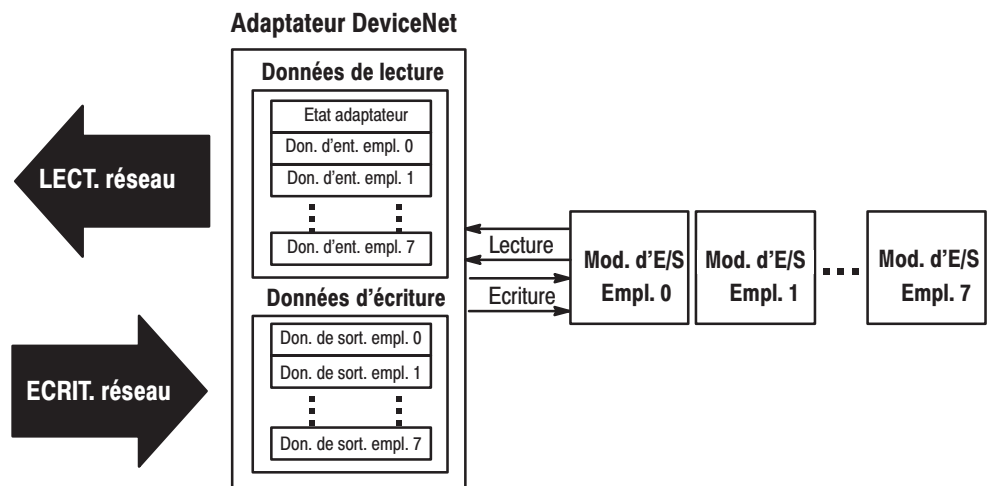 Adaptateur DeviceNet
Données de lecture
Etat adaptateur
Don. d'ent. empl. 0
Don. d'ent. empl. 1
Don. d'ent. empl. 7
LECT. réseau
Données d'écriture
Don. de sort. empl. 0
Don. de sort. empl. 1
Don. de sort. empl. 7
ECRIT. réseau
Lecture
Ecriture
Mod. d'E/S
Empl. 0
Mod. d'E/S
Empl. 1
Mod. d'E/S
Empl. 7